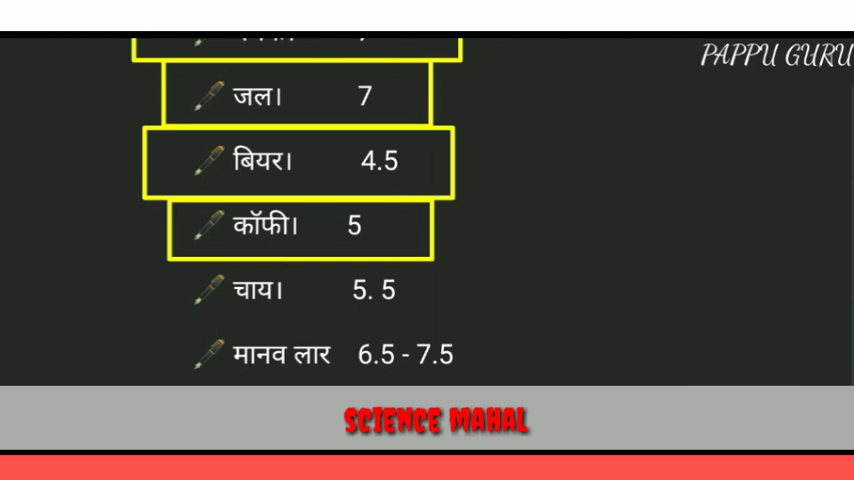 PAPPU GURU
जल। 7
बियर। 4.5
कॉफी। 5
चाय। 5. 5
मानव लार 6.5 - 7.5
SCIENCE MAHAL